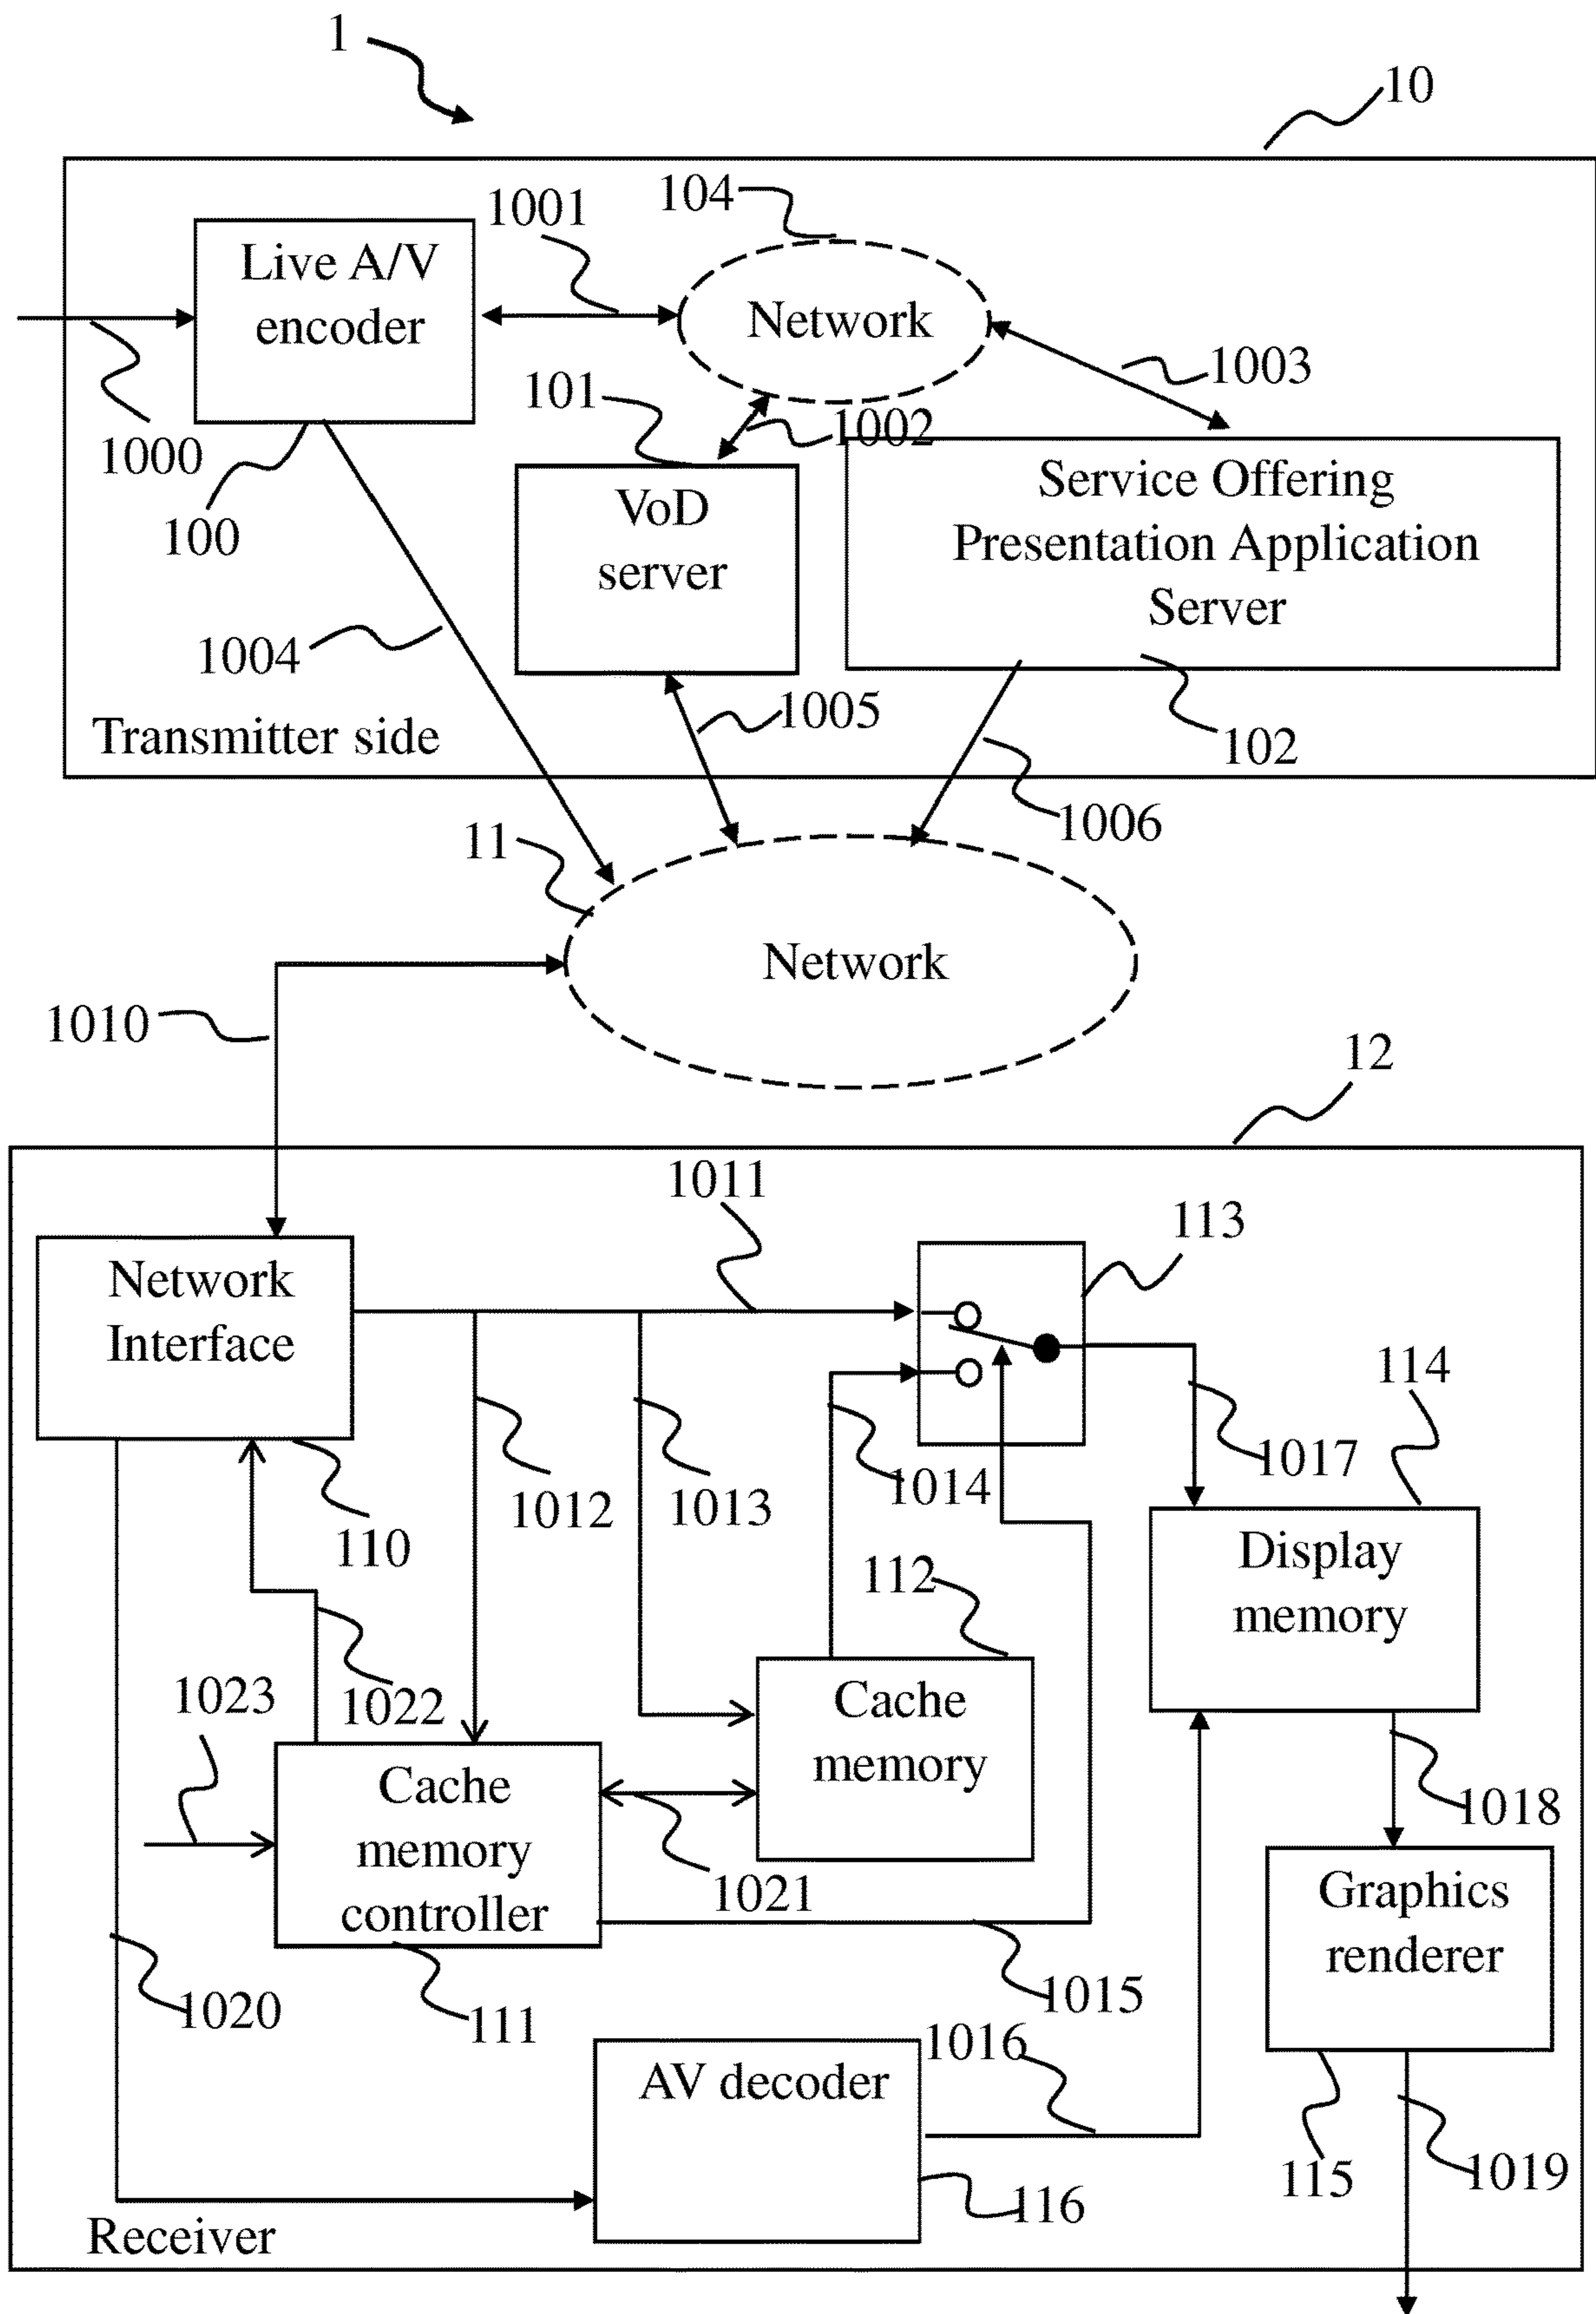 1
10
104
1001
Live A/V
encoder
Network
1003
101
1002
1000
100
VoD
server
Service Offering
Presentation Application
Server
1004
1005
Transmitter side
102
1006
11
Network
1010
12
1011
113
Network
Interface
114
1017
1012
1013
1014
110
Display
memory
112
1023
1022
Cache
memory
Cache
memory
controller
1018
1021
Graphics
renderer
1020
111
1015
1016
AV decoder
115
1019
116
Receiver